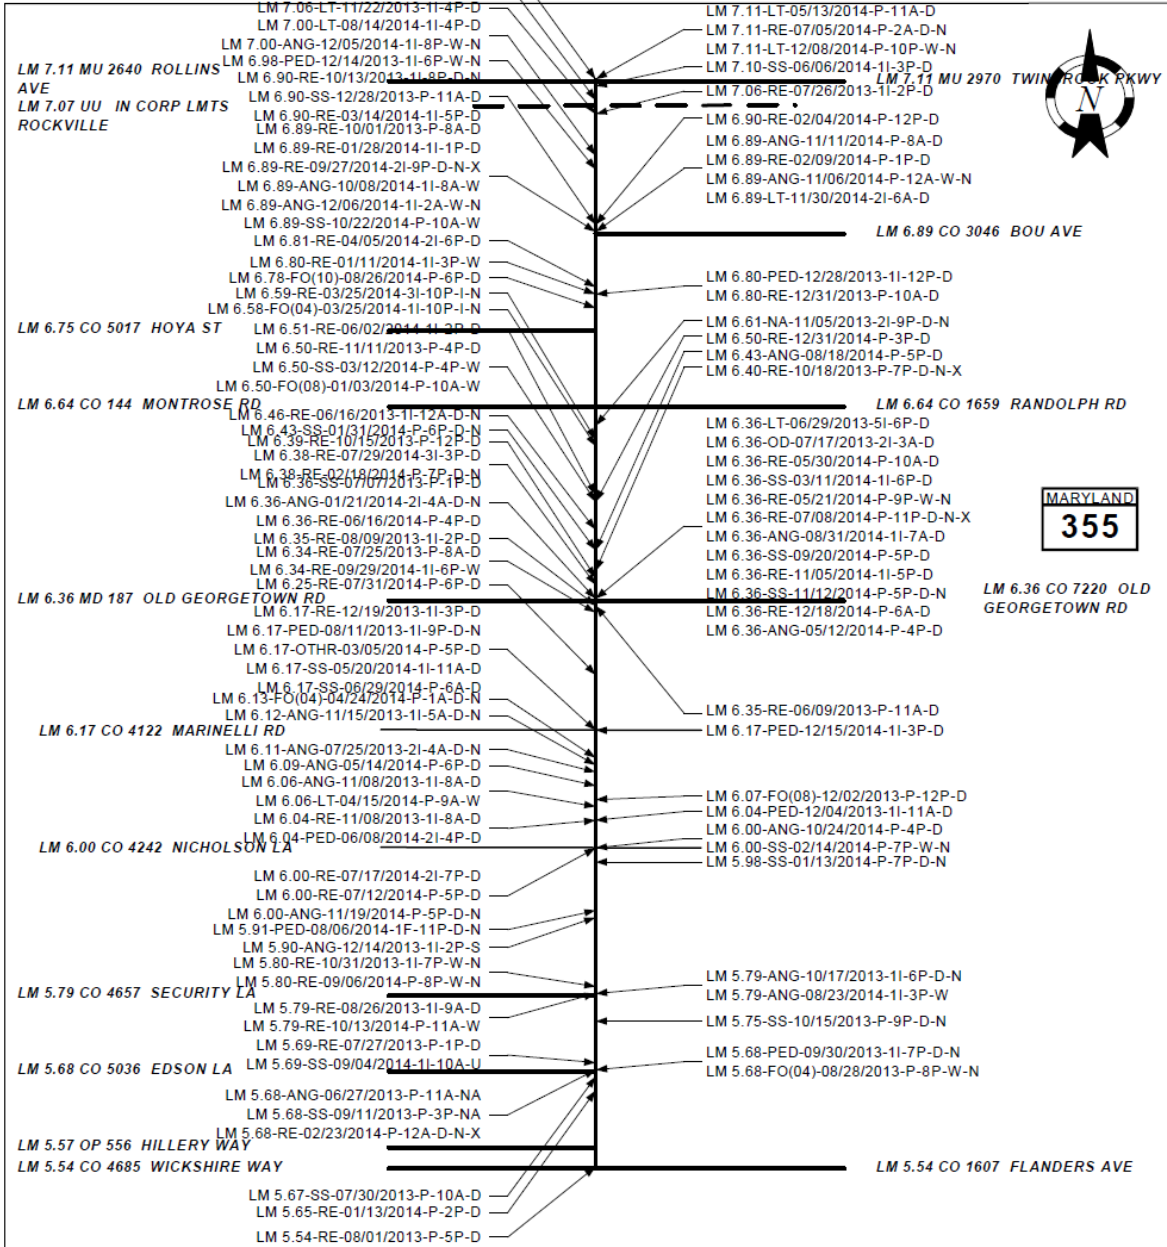 LM 7.06-LT-11/22/2013-1I-4P-D
LM 7.00-LT-08/14/2014-1I-4P-D
LM 7.00-ANG-12/05/2014-1I-8P-W-N
LM 6.98-PED-12/14/2013-1I-6P-W-N
LM 6.90-RE-10/13/2013-1I-8P-D-N
LM 7.11 MU 2640 ROLLINS
AVE
LM 6.90-SS-12/28/2013-P-11A-D
LM 7.07 UU IN CORP LMTS
ROCKVILLE
LM 6.90-RE-03/14/2014-1I-5P-D
LM 6.89-RE-10/01/2013-P-8A-D
LM 6.89-RE-01/28/2014-1I-1P-D
LM 6.89-RE-09/27/2014-2I-9P-D-N-X
LM 6.89-ANG-10/08/2014-1I-8A-W
LM 6.89-ANG-12/06/2014-1I-2A-W-N
LM 6.89-SS-10/22/2014-P-10A-W
LM 6.81-RE-04/05/2014-2I-6P-D
LM 6.80-RE-01/11/2014-1I-3P-W
LM 6.78-FO(10)-08/26/2014-P-6P-D
LM 6.59-RE-03/25/2014-3I-10P-I-N
LM 6.58-FO(04)-03/25/2014-1I-10P-I-N
LM 6.75 CO 5017 HOYA ST
LM 6.51-RE-06/02/2014-1I-2P-D
LM 6.50-RE-11/11/2013-P-4P-D
LM 6.50-SS-03/12/2014-P-4P-W
LM 6.50-FO(08)-01/03/2014-P-10A-W
LM 6.64 CO 144 MONTROSE RD
LM 6.46-RE-06/16/2013-1I-12A-D-N
LM 6.43-SS-01/31/2014-P-6P-D-N
LM 6.39-RE-10/15/2013-P-12P-D
LM 6.38-RE-07/29/2014-3I-3P-D
LM 6.38-RE-02/18/2014-P-7P-D-N
LM 6.36-SS-07/07/2013-P-1P-D
LM 6.36-ANG-01/21/2014-2I-4A-D-N
LM 6.36-RE-06/16/2014-P-4P-D
LM 6.35-RE-08/09/2013-1I-2P-D
LM 6.34-RE-07/25/2013-P-8A-D
LM 6.34-RE-09/29/2014-1I-6P-W
LM 6.25-RE-07/31/2014-P-6P-D
LM 6.36 MD 187 OLD GEORGETOWN RD
LM 6.17-RE-12/19/2013-1I-3P-D
LM 6.17-PED-08/11/2013-1I-9P-D-N
LM 6.17-OTHR-03/05/2014-P-5P-D
LM 6.17-SS-05/20/2014-1I-11A-D
LM 6.17-SS-06/29/2014-P-6A-D
LM 6.13-FO(04)-04/24/2014-P-1A-D-N
LM 6.12-ANG-11/15/2013-1I-5A-D-N
LM 6.17 CO 4122 MARINELLI RD
LM 6.11-ANG-07/25/2013-2I-4A-D-N
LM 6.09-ANG-05/14/2014-P-6P-D
LM 6.06-ANG-11/08/2013-1I-8A-D
LM 6.06-LT-04/15/2014-P-9A-W
LM 6.04-RE-11/08/2013-1I-8A-D
LM 6.04-PED-06/08/2014-2I-4P-D
LM 6.00 CO 4242 NICHOLSON LA
LM 6.00-RE-07/17/2014-2I-7P-D
LM 6.00-RE-07/12/2014-P-5P-D
LM 6.00-ANG-11/19/2014-P-5P-D-N
LM 5.91-PED-08/06/2014-1F-11P-D-N
LM 5.90-ANG-12/14/2013-1I-2P-S
LM 5.80-RE-10/31/2013-1I-7P-W-N
LM 5.80-RE-09/06/2014-P-8P-W-N
LM 5.79 CO 4657 SECURITY LA
LM 5.79-RE-08/26/2013-1I-9A-D
LM 5.79-RE-10/13/2014-P-11A-W
LM 5.69-RE-07/27/2013-P-1P-D
LM 5.69-SS-09/04/2014-1I-10A-U
LM 5.68 CO 5036 EDSON LA
LM 5.68-ANG-06/27/2013-P-11A-NA
LM 5.68-SS-09/11/2013-P-3P-NA
LM 5.68-RE-02/23/2014-P-12A-D-N-X
LM 5.57 OP 556 HILLERY WAY
LM 5.54 CO 4685 WICKSHIRE WAY
LM 5.67-SS-07/30/2013-P-10A-D
LM 5.65-RE-01/13/2014-P-2P-D
LM 5.54-RE-08/01/2013-P-5P-D
LM 7.11-LT-05/13/2014-P-11A-D
LM 7.11-RE-07/05/2014-P-2A-D-N
LM 7.11-LT-12/08/2014-P-10P-W-N
LM 7.10-SS-06/06/2014-1I-3P-D
LM 7.11 MU 2970 TWINBROOK PKWY
LM 7.06-RE-07/26/2013-1I-2P-D
LM 6.90-RE-02/04/2014-P-12P-D
LM 6.89-ANG-11/11/2014-P-8A-D
LM 6.89-RE-02/09/2014-P-1P-D
LM 6.89-ANG-11/06/2014-P-12A-W-N
LM 6.89-LT-11/30/2014-2I-6A-D
LM 6.89 CO 3046 BOU AVE
LM 6.80-PED-12/28/2013-1I-12P-D
LM 6.80-RE-12/31/2013-P-10A-D
LM 6.61-NA-11/05/2013-2I-9P-D-N
LM 6.50-RE-12/31/2014-P-3P-D
LM 6.43-ANG-08/18/2014-P-5P-D
LM 6.40-RE-10/18/2013-P-7P-D-N-X
LM 6.64 CO 1659 RANDOLPH RD
LM 6.36-LT-06/29/2013-5I-6P-D
LM 6.36-OD-07/17/2013-2I-3A-D
LM 6.36-RE-05/30/2014-P-10A-D
LM 6.36-SS-03/11/2014-1I-6P-D
LM 6.36-RE-05/21/2014-P-9P-W-N
LM 6.36-RE-07/08/2014-P-11P-D-N-X
LM 6.36-ANG-08/31/2014-1I-7A-D
LM 6.36-SS-09/20/2014-P-5P-D
LM 6.36-RE-11/05/2014-1I-5P-D
LM 6.36-SS-11/12/2014-P-5P-D-N
LM 6.36-RE-12/18/2014-P-6A-D
LM 6.36-ANG-05/12/2014-P-4P-D
LM 6.36 CO 7220 OLD
GEORGETOWN RD
LM 6.35-RE-06/09/2013-P-11A-D
LM 6.17-PED-12/15/2014-1I-3P-D
LM 6.07-FO(08)-12/02/2013-P-12P-D
LM 6.04-PED-12/04/2013-1I-11A-D
LM 6.00-ANG-10/24/2014-P-4P-D
LM 6.00-SS-02/14/2014-P-7P-W-N
LM 5.98-SS-01/13/2014-P-7P-D-N
LM 5.79-ANG-10/17/2013-1I-6P-D-N
LM 5.79-ANG-08/23/2014-1I-3P-W
LM 5.75-SS-10/15/2013-P-9P-D-N
LM 5.68-PED-09/30/2013-1I-7P-D-N
LM 5.68-FO(04)-08/28/2013-P-8P-W-N
LM 5.54 CO 1607 FLANDERS AVE
N
MARYLAND
355